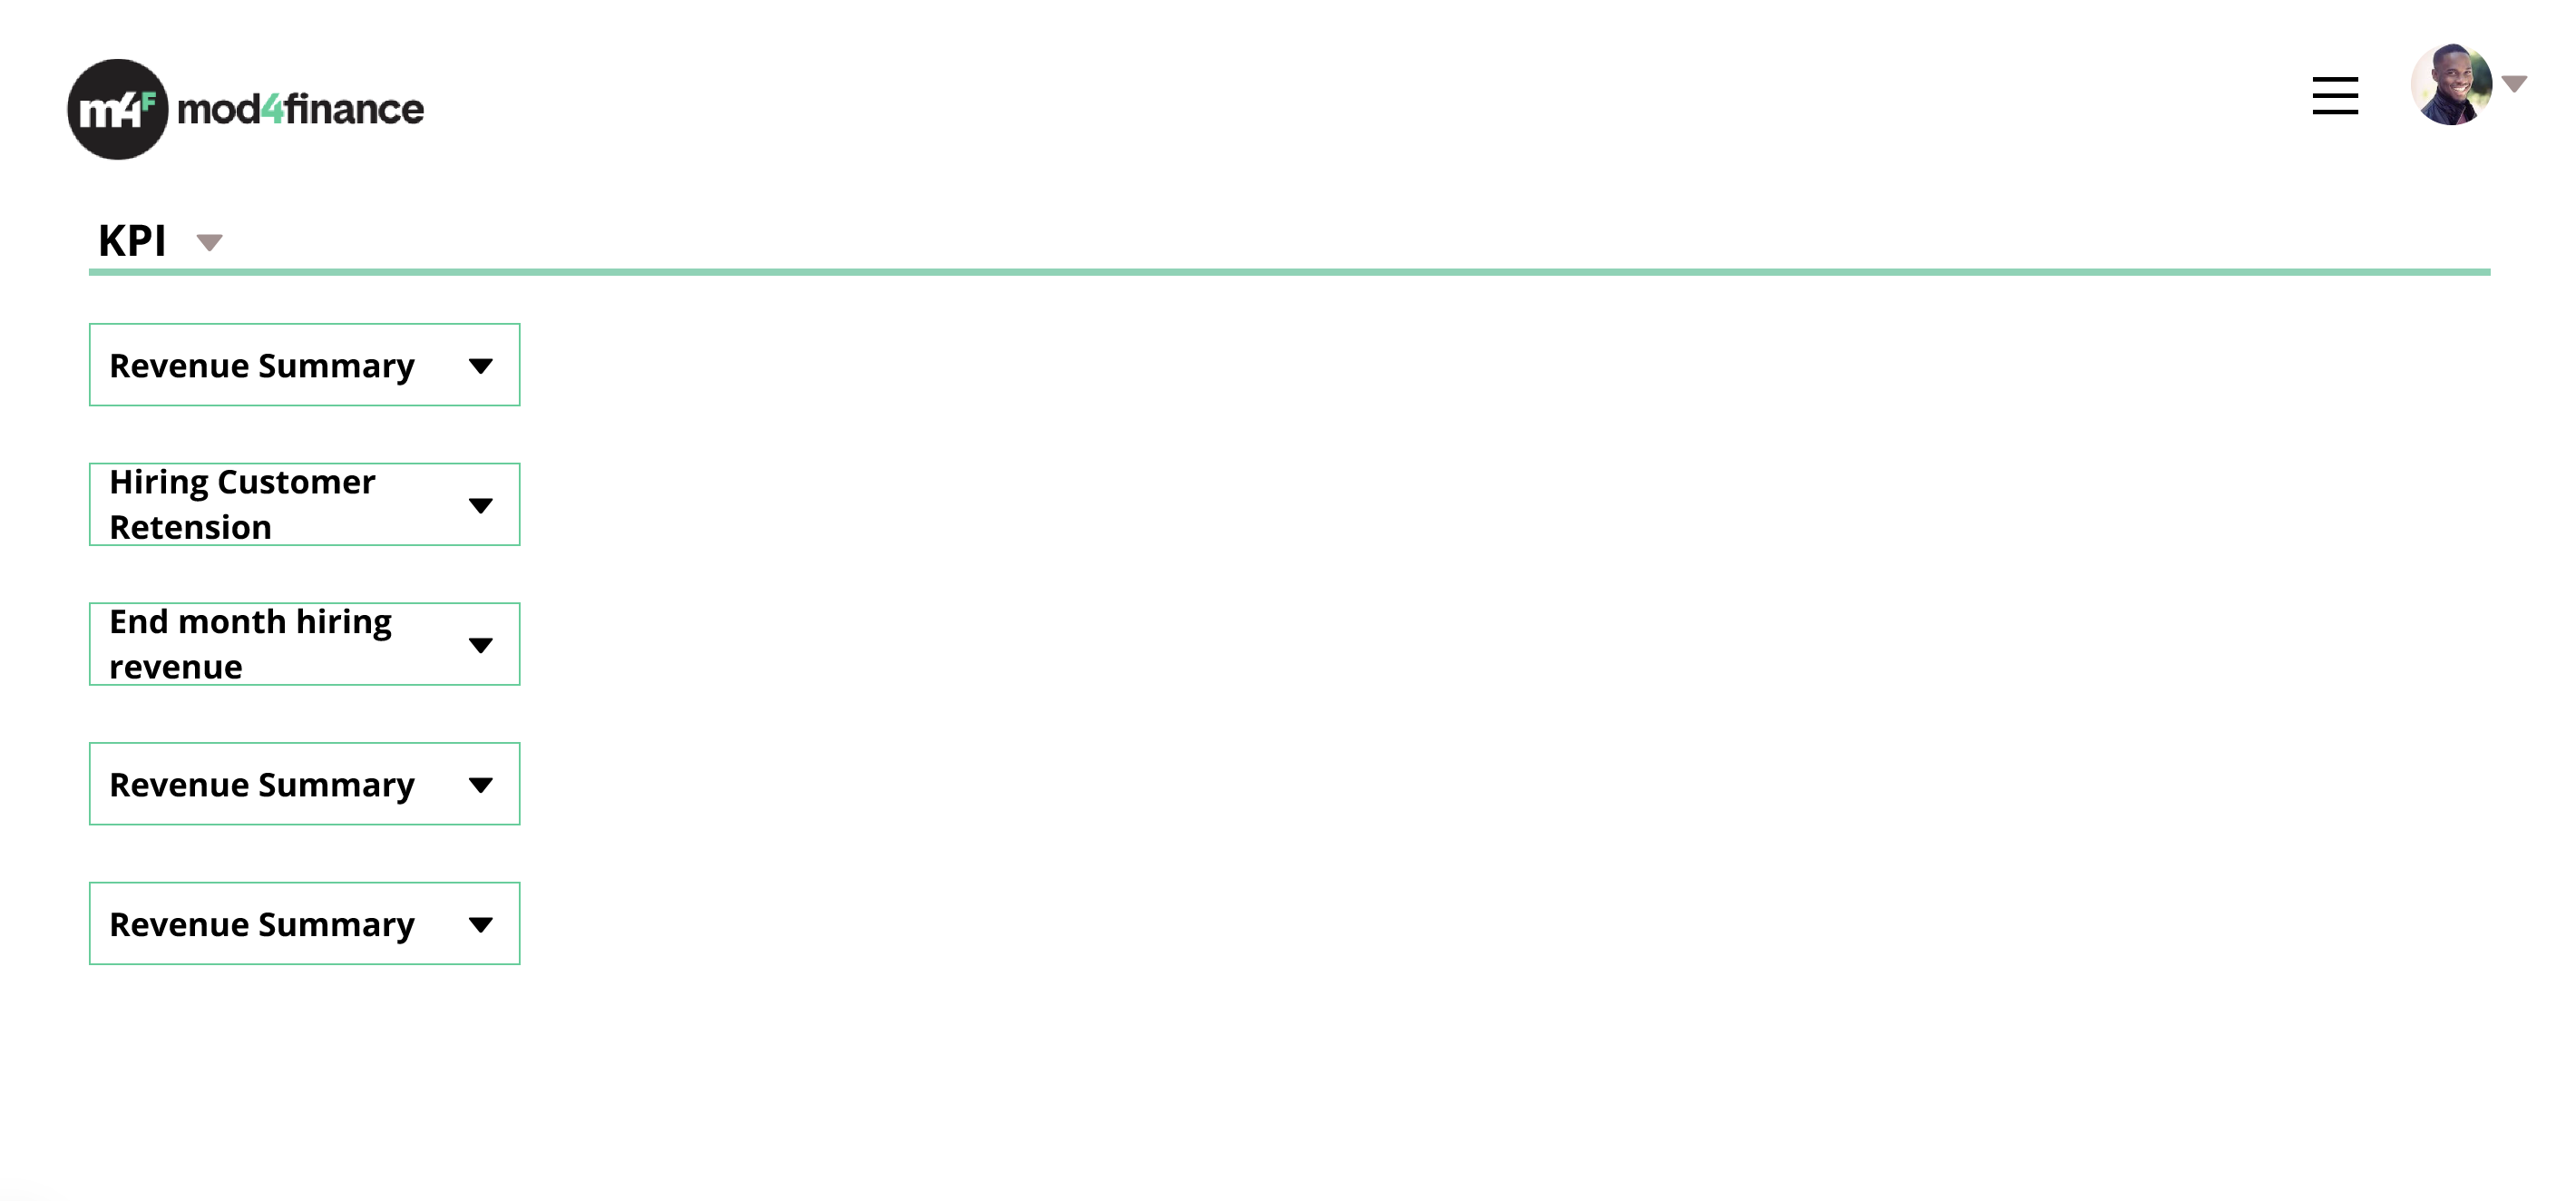 m4F mod4finance
KPI
Revenue Summary
Hiring Customer
Retension
End month hiring
revenue
Revenue Summary
Revenue Summary